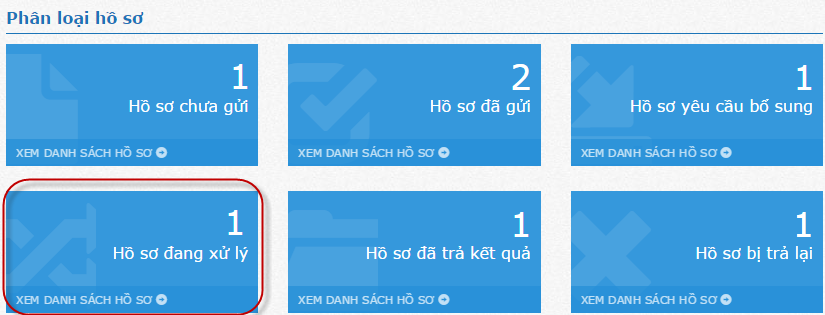 Phân loại hồ sơ
1
Hồ sơ chưa gửi
XEM DANH SÁCH HỒ SƠ
2
Hồ sơ đã gửi
XEM DANH SÁCH HỒ SƠ
1
Hồ sơ yêu cầu bổ sung
XEM DANH SÁCH HỒ SƠ
1
Hồ sơ đang xử lý
XEM DANH SÁCH HỒ SƠ
1
Hồ sơ đã trả kết quả
XEM DANH SÁCH HỒ SƠ
1
Hồ sơ bị trả lại
XEM DANH SÁCH HỒ SƠ